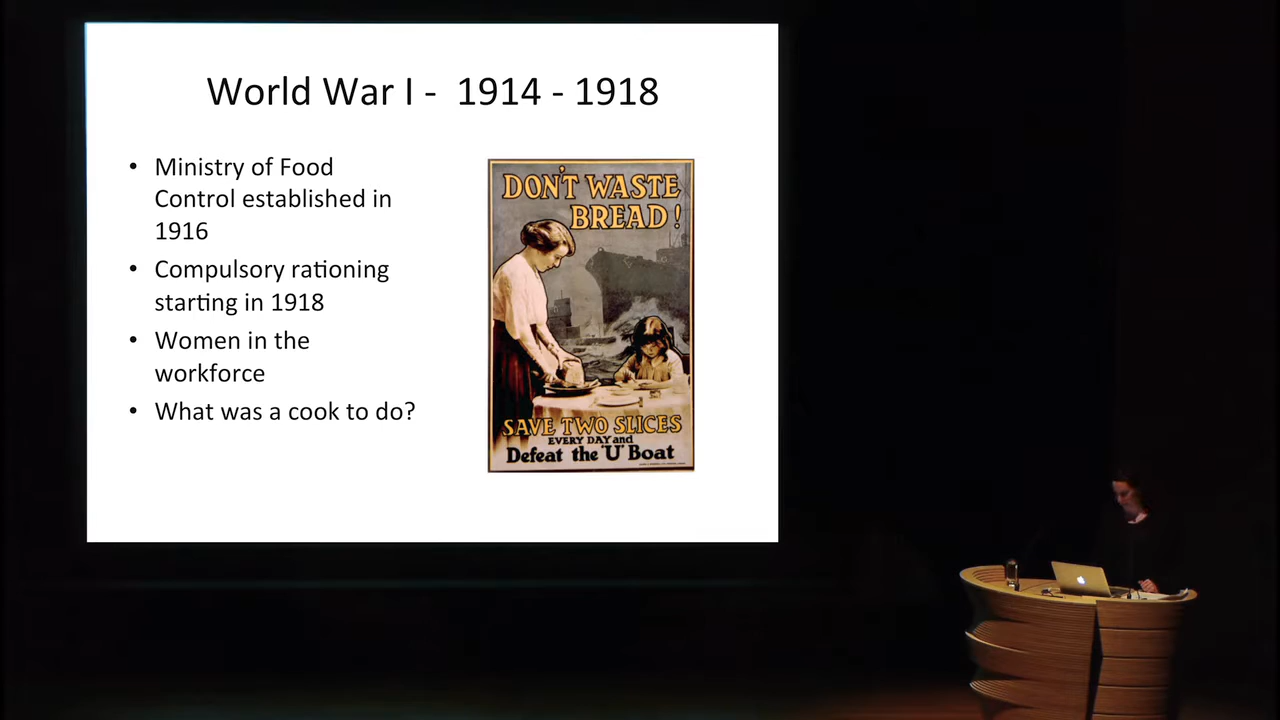 World War I -  1914 - 1918
• Ministry of Food
Control established in
1916
• Compulsory rationing
starting in 1918
• Women in the
workforce
• What was a cook to do?
DON'T WASTE
BREAD!
SAVE TWO SLICES
EVERY DAY and
Defeat the 'U' Boat